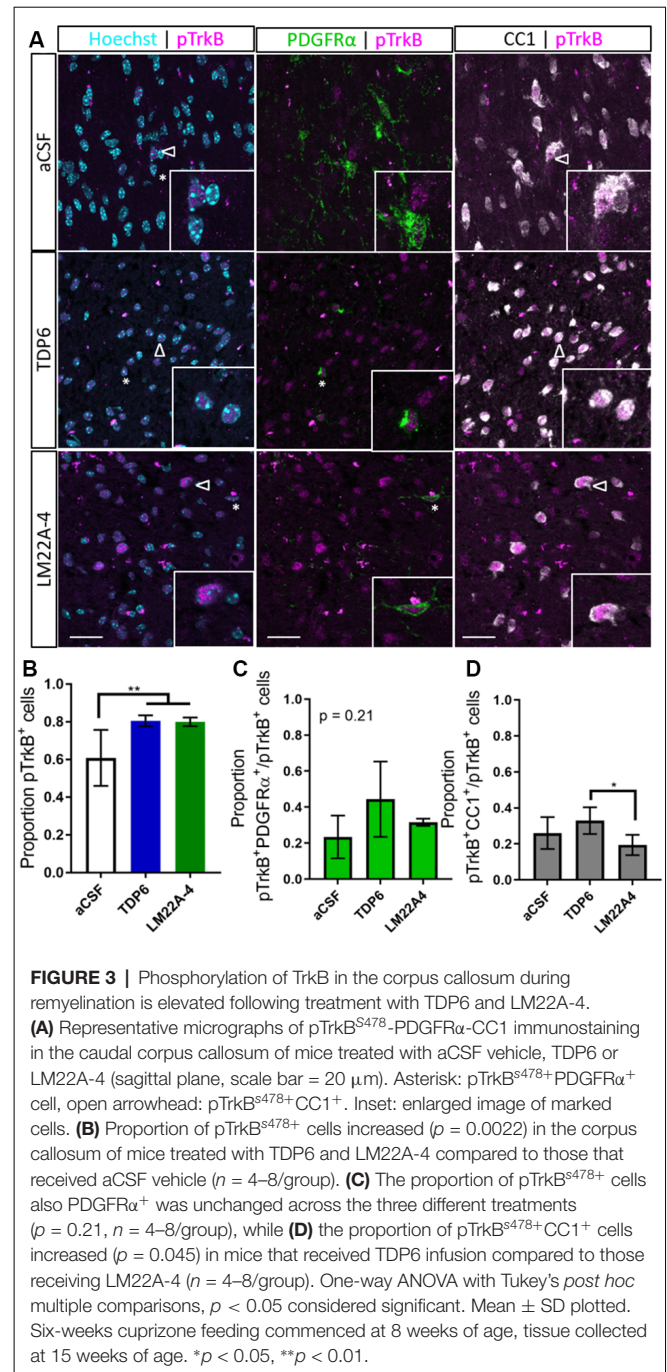 A
Hoechst | pTrkB
PDGFRα | pTrkB
CC1 | pTrkB
aCSF
*
TDP6
*
*
LM22A-4
*
*
B
Proportion pTrkB⁺ cells
1.0
0.8
0.6
0.4
0.2
0.0
**
aCSF
TDP6
LM22A-4
C
Proportion
pTrkB⁺PDGFRα⁺/pTrkB⁺ cells
1.0
0.8
0.6
0.4
0.2
0.0
p = 0.21
aCSF
TDP6
LM22A4
D
Proportion
pTrkB⁺CC1⁺/pTrkB⁺ cells
1.0
0.8
0.6
0.4
0.2
0.0
*
aCSF
TDP6
LM22A4
FIGURE 3 | Phosphorylation of TrkB in the corpus callosum during
remyelination is elevated following treatment with TDP6 and LM22A-4.
(A) Representative micrographs of pTrkBS478-PDGFRα-CC1 immunostaining
in the caudal corpus callosum of mice treated with aCSF vehicle, TDP6 or
LM22A-4 (sagittal plane, scale bar = 20 μm). Asterisk: pTrkBs478+PDGFRα+
cell, open arrowhead: pTrkBs478+CC1+. Inset: enlarged image of marked
cells. (B) Proportion of pTrkBs478+ cells increased (p = 0.0022) in the corpus
callosum of mice treated with TDP6 and LM22A-4 compared to those that
received aCSF vehicle (n = 4–8/group). (C) The proportion of pTrkBs478+ cells
also PDGFRα+ was unchanged across the three different treatments
(p = 0.21, n = 4–8/group), while (D) the proportion of pTrkBs478+CC1+ cells
increased (p = 0.045) in mice that received TDP6 infusion compared to those
receiving LM22A-4 (n = 4–8/group). One-way ANOVA with Tukey's post hoc
multiple comparisons, p < 0.05 considered significant. Mean ± SD plotted.
Six-weeks cuprizone feeding commenced at 8 weeks of age, tissue collected
at 15 weeks of age. *p < 0.05, **p < 0.01.